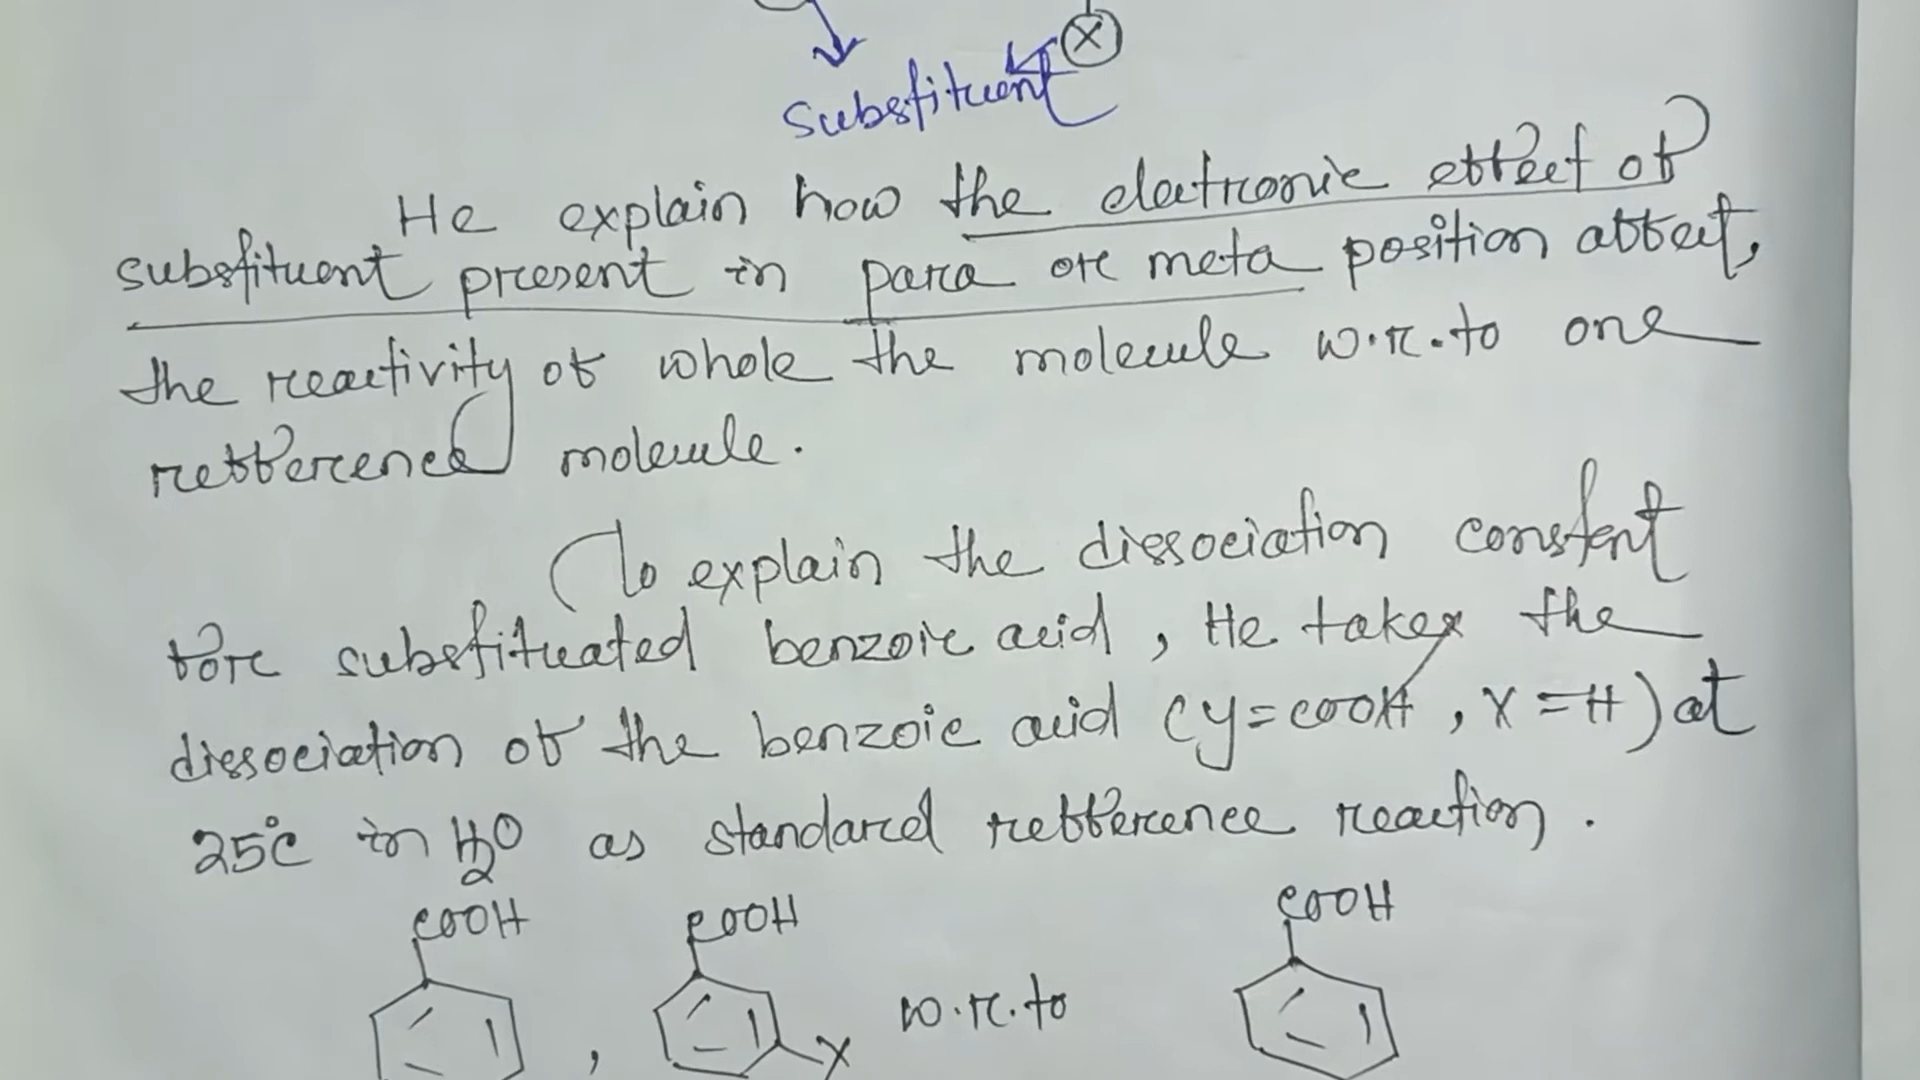 X
Substituent
He explain how the electronic effect of
substituent present in para or meta position affect,
the reactivity of whole the molecule w.r.to one
refference molecule.
To explain the dissociation constent
for substituated benzoic acid, He takes the
dissociation of the benzoic acid (y=COOH, X=H) at
25°C in H2O as standard refference reaction.
COOH COOH COOH
, X w.r.to